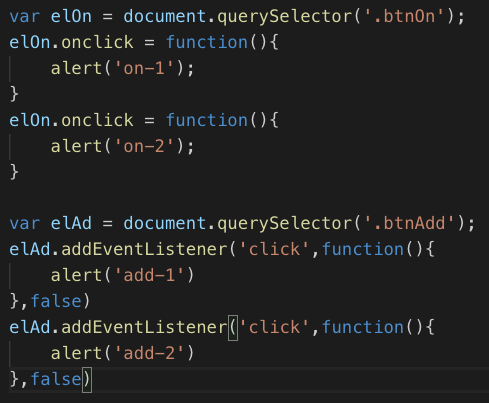 var elOn = document.querySelector('.btnOn');
elOn.onclick = function(){
    alert('on-1');
}
elOn.onclick = function(){
    alert('on-2');
}

var elAd = document.querySelector('.btnAdd');
elAd.addEventListener('click',function(){
    alert('add-1')
},false)
elAd.addEventListener('click',function(){
    alert('add-2')
},false)